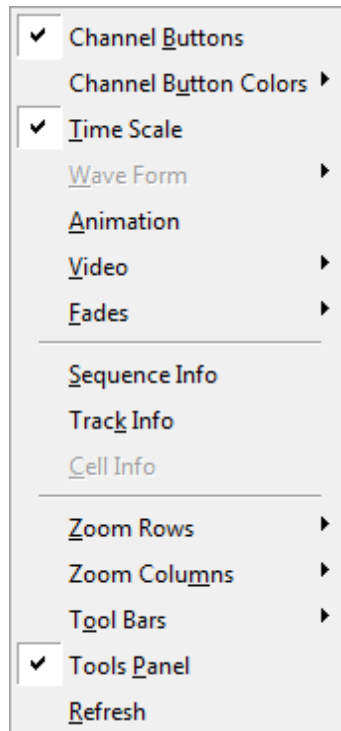 Channel Buttons
Channel Button Colors
Time Scale
Wave Form
Animation
Video
Fades
Sequence Info
Track Info
Cell Info
Zoom Rows
Zoom Columns
Tool Bars
Tools Panel
Refresh